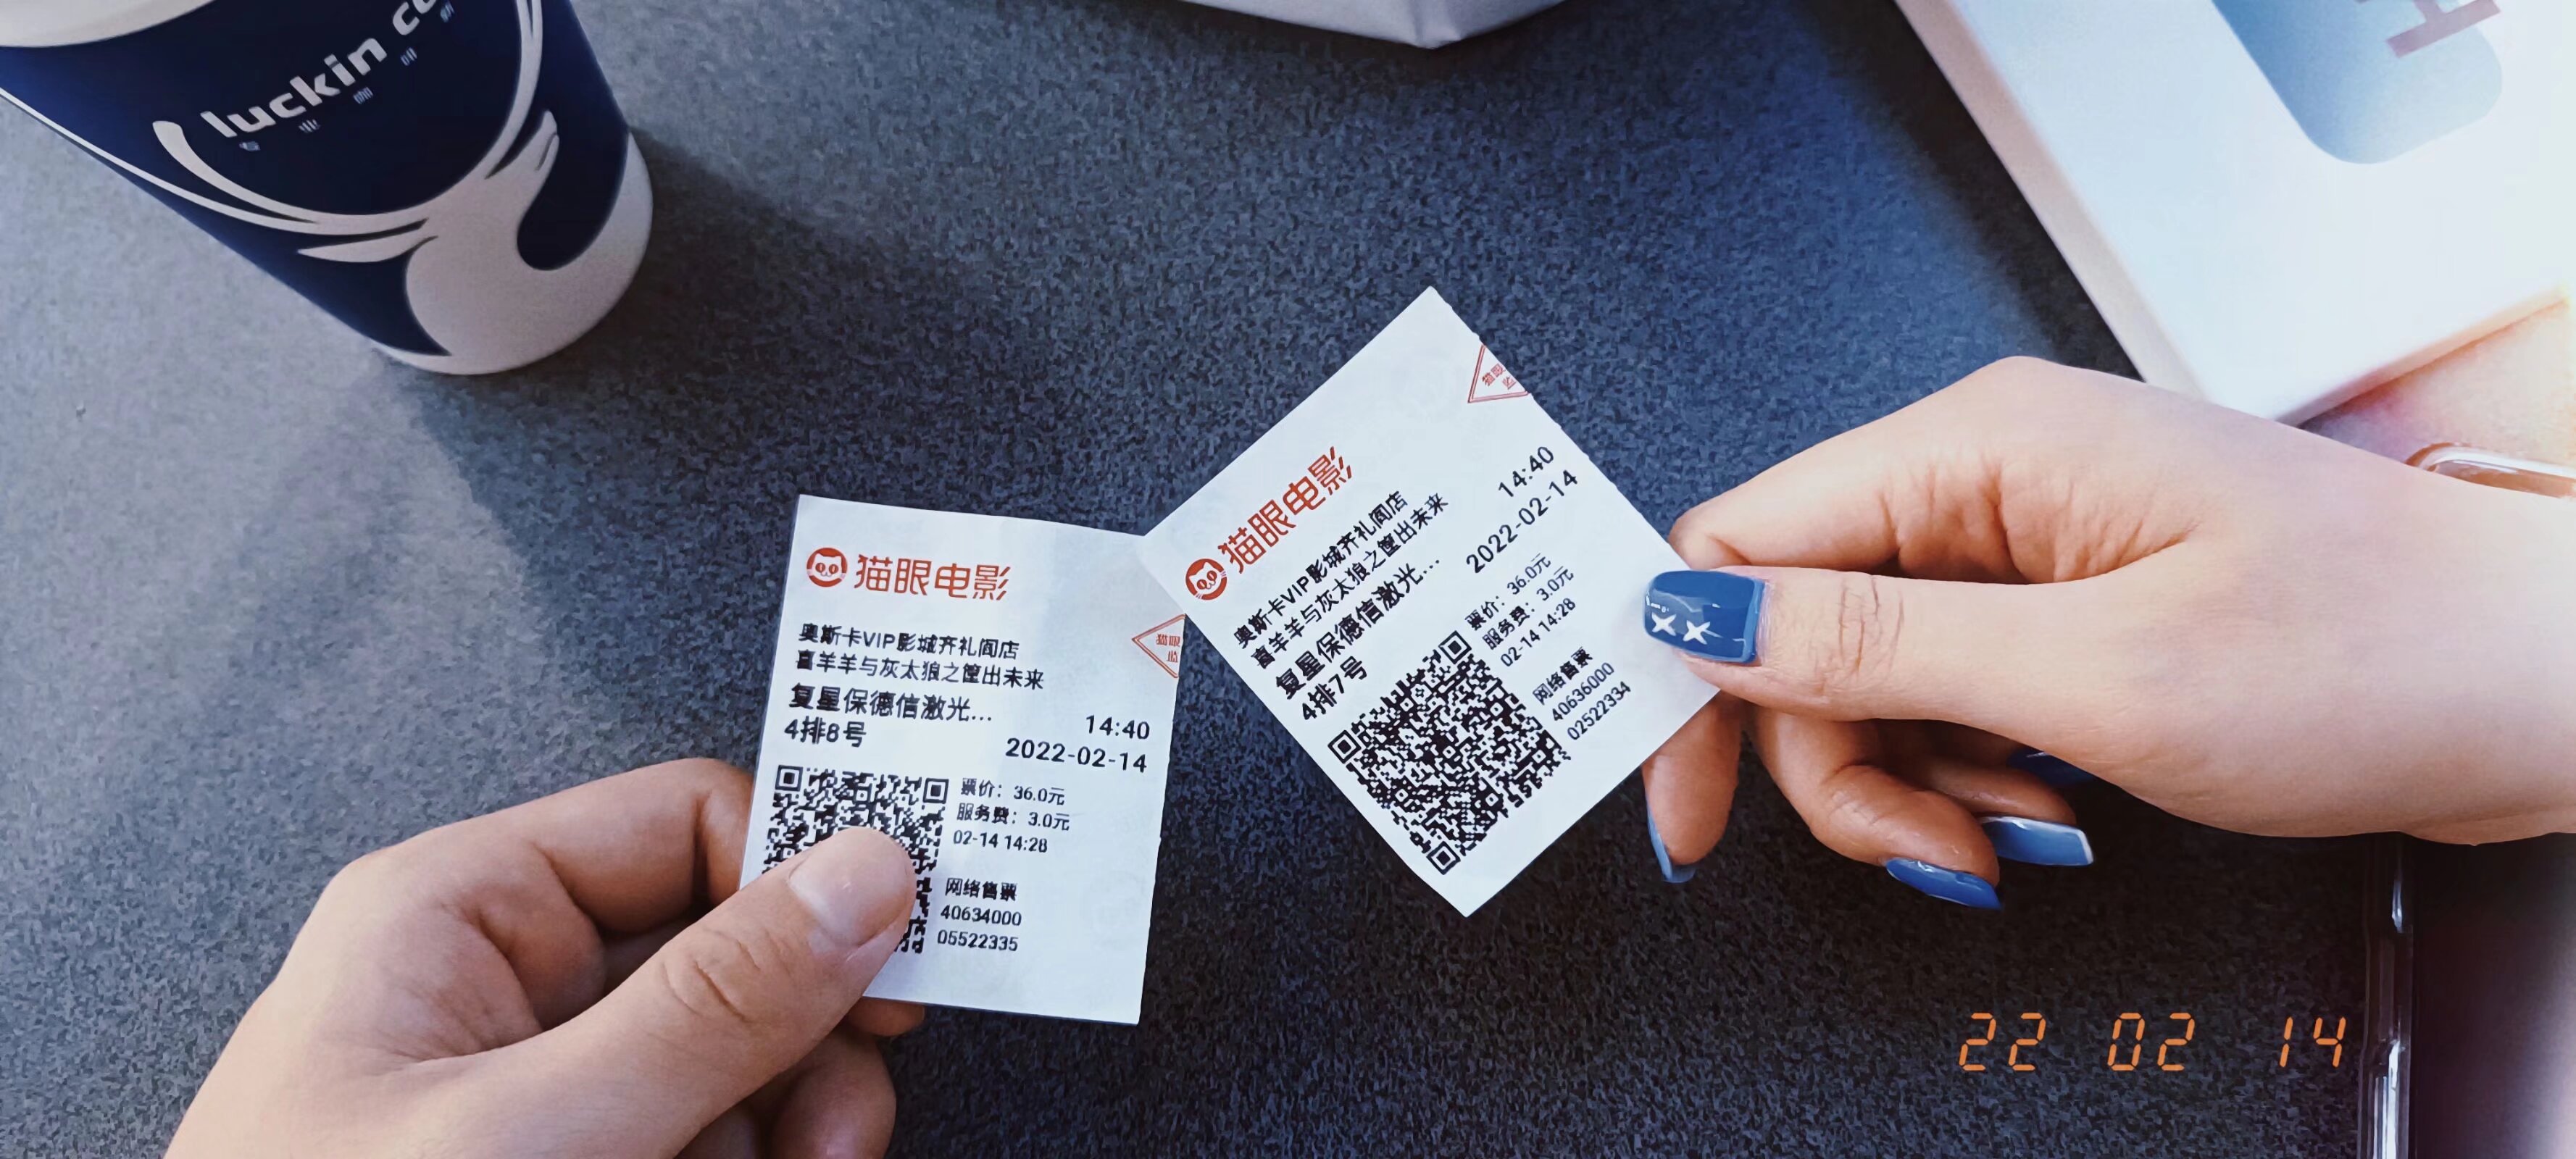 luckin co
猫眼电影
奥斯卡VIP影城齐礼阎店
喜羊羊与灰太狼之筐出未来
复星保德信激光...
4排8号
14:40
2022-02-14
票价：36.0元
服务费：3.0元
02-14 14:28
网络售票
40634000
05522335
猫眼
监
猫眼电影
奥斯卡VIP影城齐礼阎店
喜羊羊与灰太狼之筐出未来
复星保德信激光...
4排7号
14:40
2022-02-14
票价：36.0元
服务费：3.0元
02-14 14:28
网络售票
40636000
02522334
猫眼
监
22 02 14